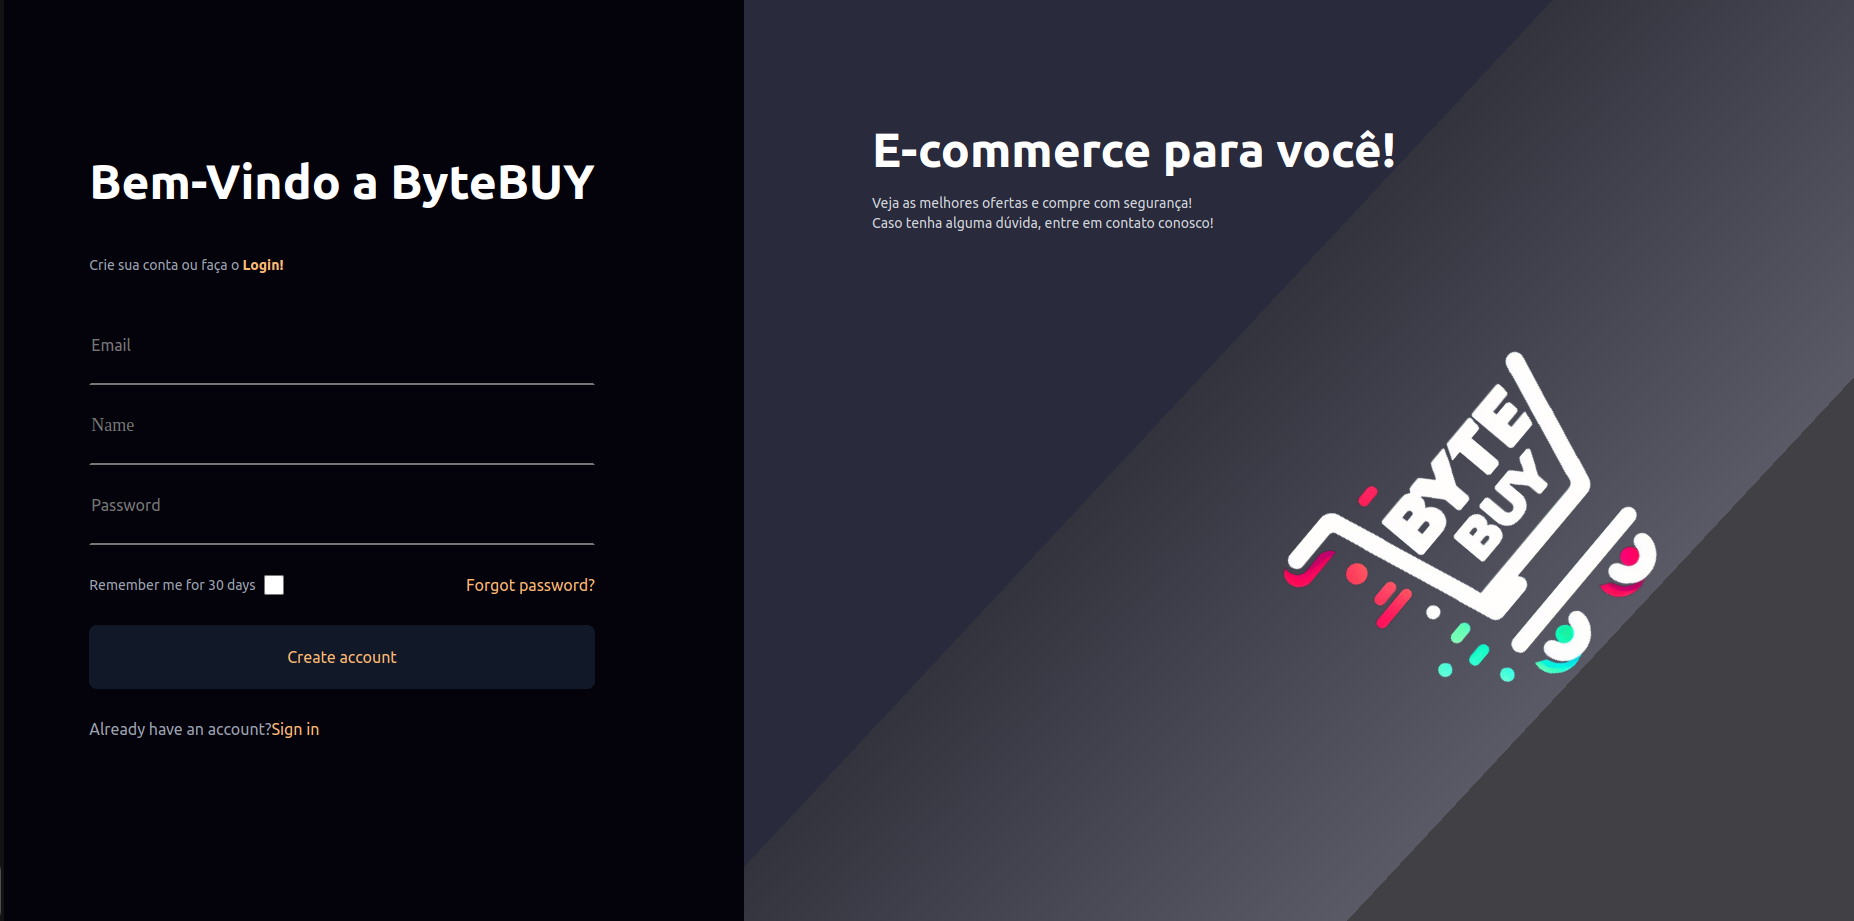 Bem-Vindo a ByteBUY
Crie sua conta ou faça o Login!
Email
Name
Password
Remember me for 30 days
Forgot password?
Create account
Already have an account?Sign in
E-commerce para você!
Veja as melhores ofertas e compre com segurança!
Caso tenha alguma dúvida, entre em contato conosco!
BYTE
BUY